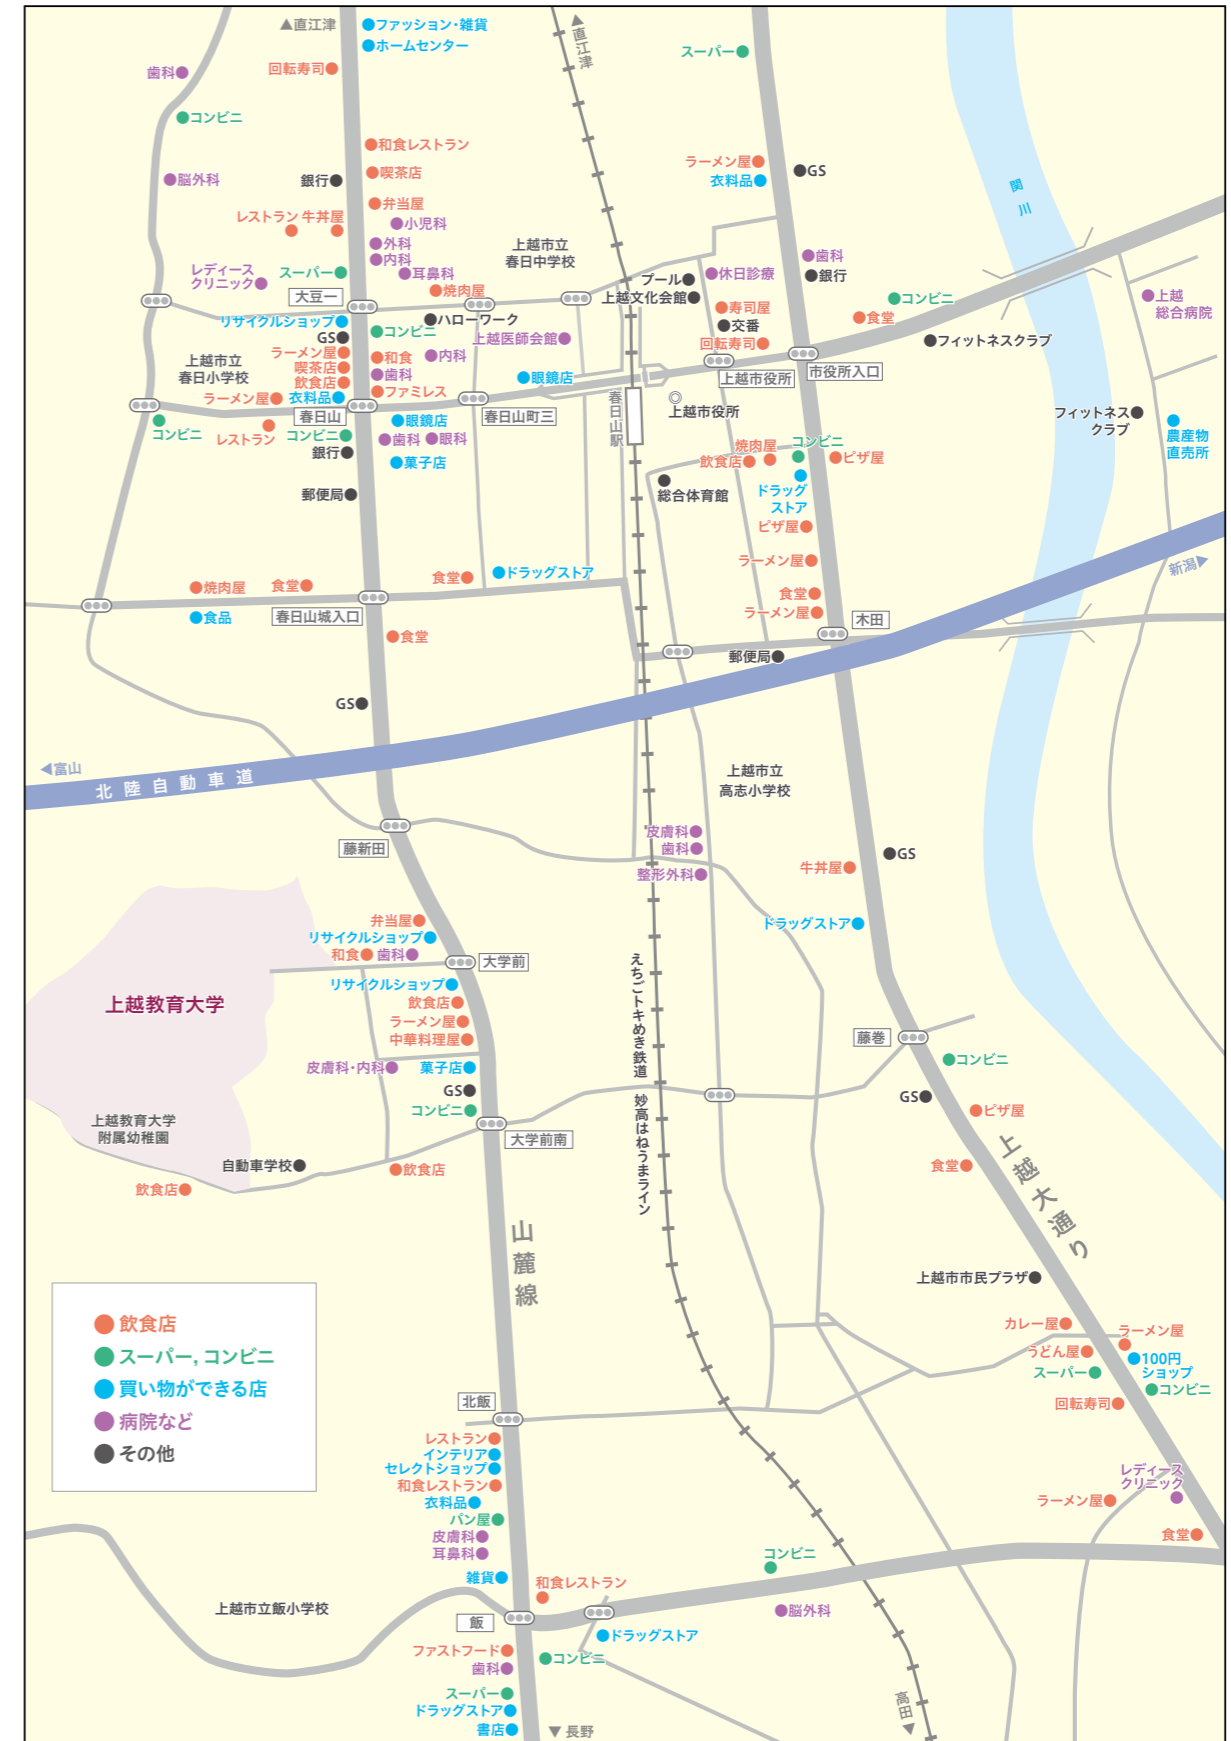 ▲直江津
ファッション・雑貨
ホームセンター
▲直江津
スーパー
歯科
回転寿司
コンビニ
和食レストラン
ラーメン屋
衣料品
GS
脳外科
銀行
喫茶店
関川
弁当屋
レストラン
牛丼屋
小児科
外科
内科
耳鼻科
上越市立
春日中学校
歯科
銀行
レディース
クリニック
スーパー
プール
休日診療
上越文化会館
焼肉屋
大豆一
コンビニ
上越
総合病院
リサイクルショップ
ハローワーク
寿司屋
食堂
GS
コンビニ
上越医師会館
交番
回転寿司
フィットネスクラブ
ラーメン屋
和食
内科
上越市立
春日小学校
喫茶店
歯科
飲食店
眼鏡店
上越市役所
市役所入口
ラーメン屋
衣料品
ファミレス
春日山
春日山町三
春日山駅
◎
上越市役所
フィットネス
クラブ
農産物
直売所
コンビニ
レストラン
コンビニ
眼鏡店
歯科
眼科
銀行
菓子店
焼肉屋
コンビニ
飲食店
ピザ屋
ドラッグ
ストア
郵便局
総合体育館
ピザ屋
ラーメン屋
新潟▶
焼肉屋
食堂
食堂
ドラッグストア
食堂
食品
春日山城入口
ラーメン屋
木田
食堂
郵便局
GS
◀富山
北陸自動車道
上越市立
高志小学校
藤新田
皮膚科
歯科
整形外科
GS
牛丼屋
弁当屋
リサイクルショップ
ドラッグストア
和食
歯科
大学前
えちごトキめき鉄道 妙高はねうまライン
上越教育大学
リサイクルショップ
飲食店
ラーメン屋
中華料理屋
藤巻
皮膚科・内科
菓子店
コンビニ
GS
GS
コンビニ
ピザ屋
上越教育大学
附属幼稚園
大学前南
自動車学校
飲食店
飲食店
食堂
上越大通り
山麓線
上越市市民プラザ
飲食店
スーパー, コンビニ
買い物ができる店
病院など
その他
カレー屋
ラーメン屋
うどん屋
100円
ショップ
スーパー
コンビニ
回転寿司
北飯
レストラン
インテリア
セレクトショップ
和食レストラン
衣料品
パン屋
皮膚科
耳鼻科
レディース
クリニック
ラーメン屋
食堂
コンビニ
雑貨
和食レストラン
上越市立飯小学校
飯
脳外科
ドラッグストア
ファストフード
歯科
コンビニ
スーパー
ドラッグストア
書店
▼長野
高田▼